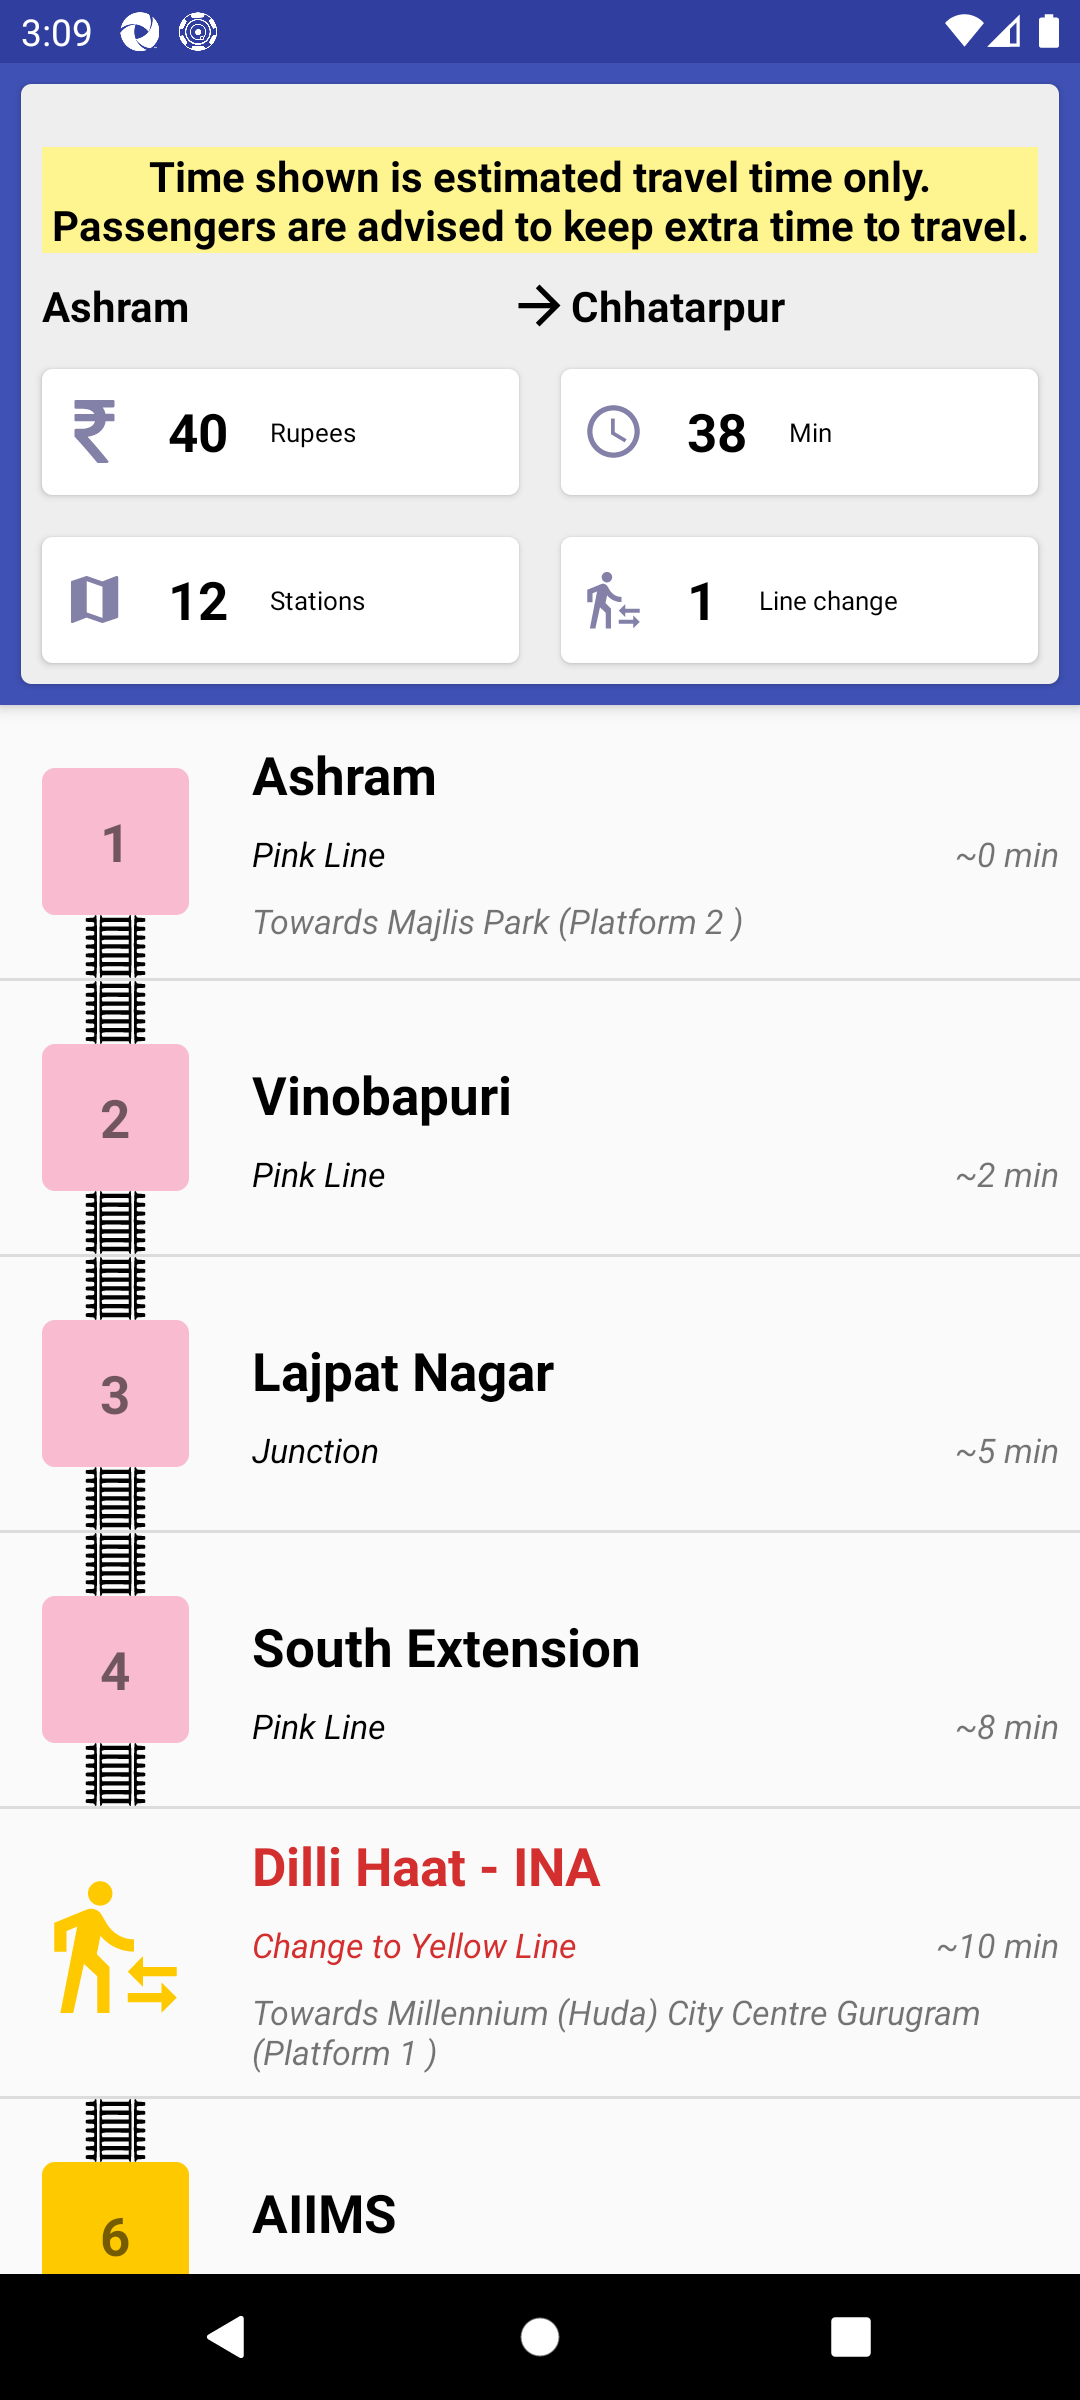 3:09
Time shown is estimated travel time only.
Passengers are advised to keep extra time to travel.
Ashram
Chhatarpur
40 Rupees
38 Min
12 Stations
1 Line change
1
Ashram
Pink Line
~0 min
Towards Majlis Park (Platform 2 )
2
Vinobapuri
Pink Line
~2 min
3
Lajpat Nagar
Junction
~5 min
4
South Extension
Pink Line
~8 min
Dilli Haat - INA
Change to Yellow Line
~10 min
Towards Millennium (Huda) City Centre Gurugram
(Platform 1 )
6
AIIMS